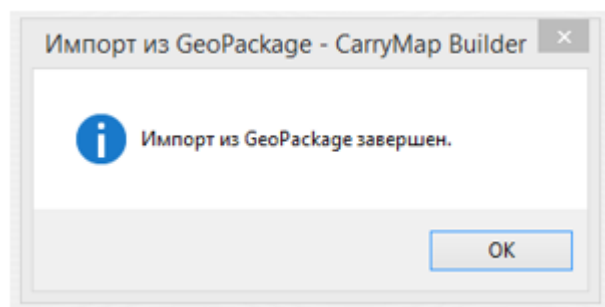 Импорт из GeoPackage - CarryMap Builder
Импорт из GeoPackage завершен.
OK